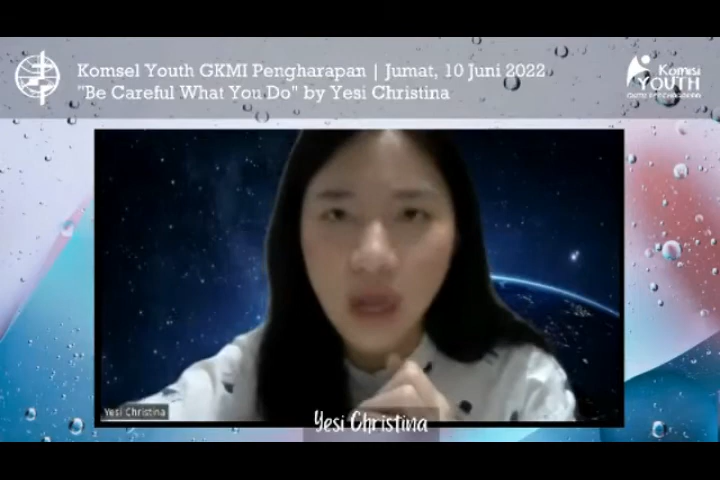 Komsel Youth GKMI Pengharapan | Jumat, 10 Juni 2022
"Be Careful What You Do" by Yesi Christina
Komisi
YOUTH
Yesi Christina
Yesi Christina